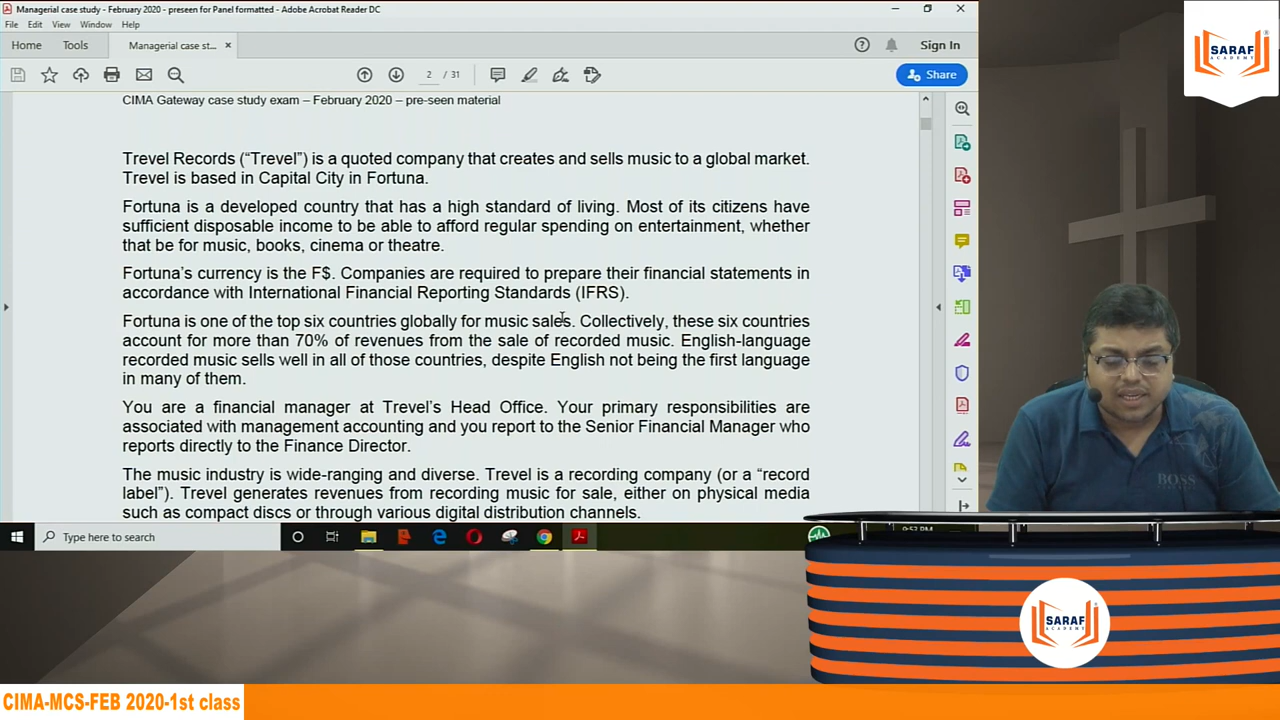 Managerial case study - February 2020 - preseen for Panel formatted - Adobe Acrobat Reader DC
File Edit View Window Help
Home Tools Managerial case st... × Sign In
2 / 31 Share
CIMA Gateway case study exam – February 2020 – pre-seen material
Trevel Records (“Trevel”) is a quoted company that creates and sells music to a global market.
Trevel is based in Capital City in Fortuna.
Fortuna is a developed country that has a high standard of living. Most of its citizens have
sufficient disposable income to be able to afford regular spending on entertainment, whether
that be for music, books, cinema or theatre.
Fortuna’s currency is the F$. Companies are required to prepare their financial statements in
accordance with International Financial Reporting Standards (IFRS).
Fortuna is one of the top six countries globally for music sales. Collectively, these six countries
account for more than 70% of revenues from the sale of recorded music. English-language
recorded music sells well in all of those countries, despite English not being the first language
in many of them.
You are a financial manager at Trevel’s Head Office. Your primary responsibilities are
associated with management accounting and you report to the Senior Financial Manager who
reports directly to the Finance Director.
The music industry is wide-ranging and diverse. Trevel is a recording company (or a “record
label”). Trevel generates revenues from recording music for sale, either on physical media
such as compact discs or through various digital distribution channels.
Type here to search
SARAF
ACADEMY
BOSS
SARAF
ACADEMY
CIMA-MCS-FEB 2020-1st class